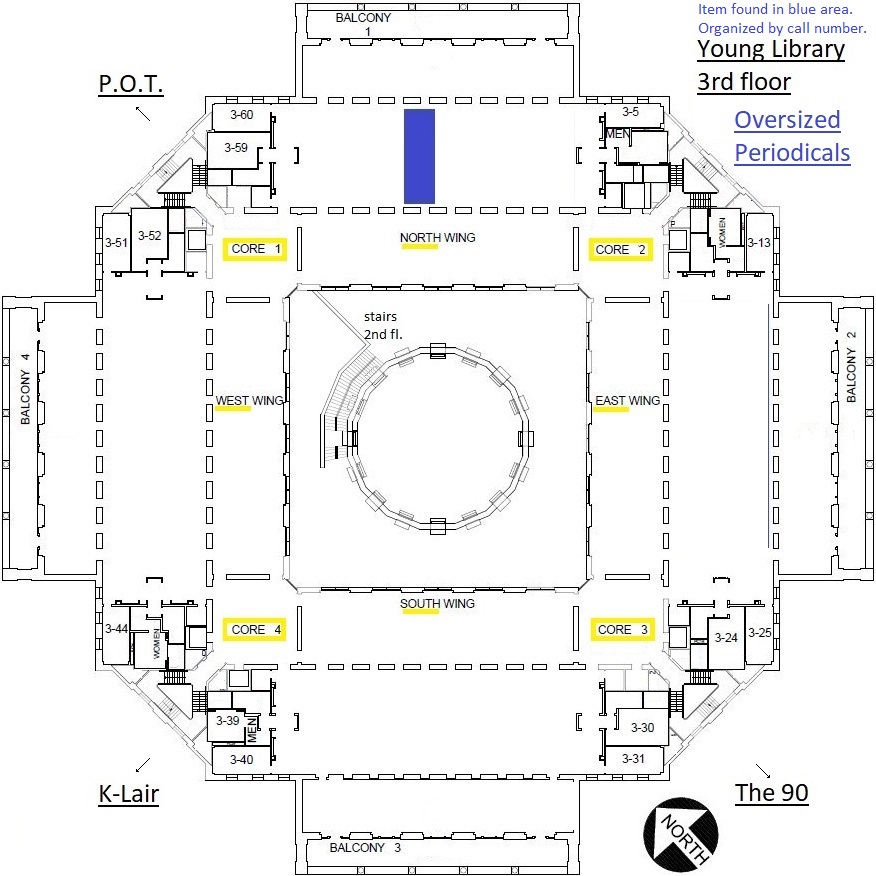 Item found in blue area.
Organized by call number.
Young Library
3rd floor
Oversized
Periodicals
BALCONY
1
P.O.T.
3-60
3-5
MEN
3-59
3-51
3-52
WOMEN
3-13
CORE 1
NORTH WING
CORE 2
stairs
2nd fl.
BALCONY 4
BALCONY 2
WEST WING
EAST WING
SOUTH WING
CORE 4
CORE 3
3-44
WOMEN
3-24
3-25
3-39
MEN
3-30
3-40
3-31
K-Lair
The 90
BALCONY 3
NORTH